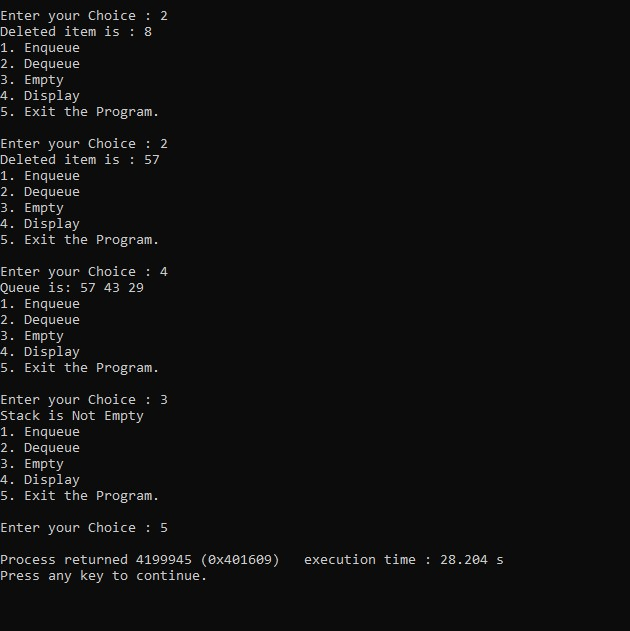 Enter your Choice : 2
Deleted item is : 8
1. Enqueue
2. Dequeue
3. Empty
4. Display
5. Exit the Program.
Enter your Choice : 2
Deleted item is : 57
1. Enqueue
2. Dequeue
3. Empty
4. Display
5. Exit the Program.
Enter your Choice : 4
Queue is: 57 43 29
1. Enqueue
2. Dequeue
3. Empty
4. Display
5. Exit the Program.
Enter your Choice : 3
Stack is Not Empty
1. Enqueue
2. Dequeue
3. Empty
4. Display
5. Exit the Program.
Enter your Choice : 5
Process returned 4199945 (0x401609)   execution time : 28.204 s
Press any key to continue.